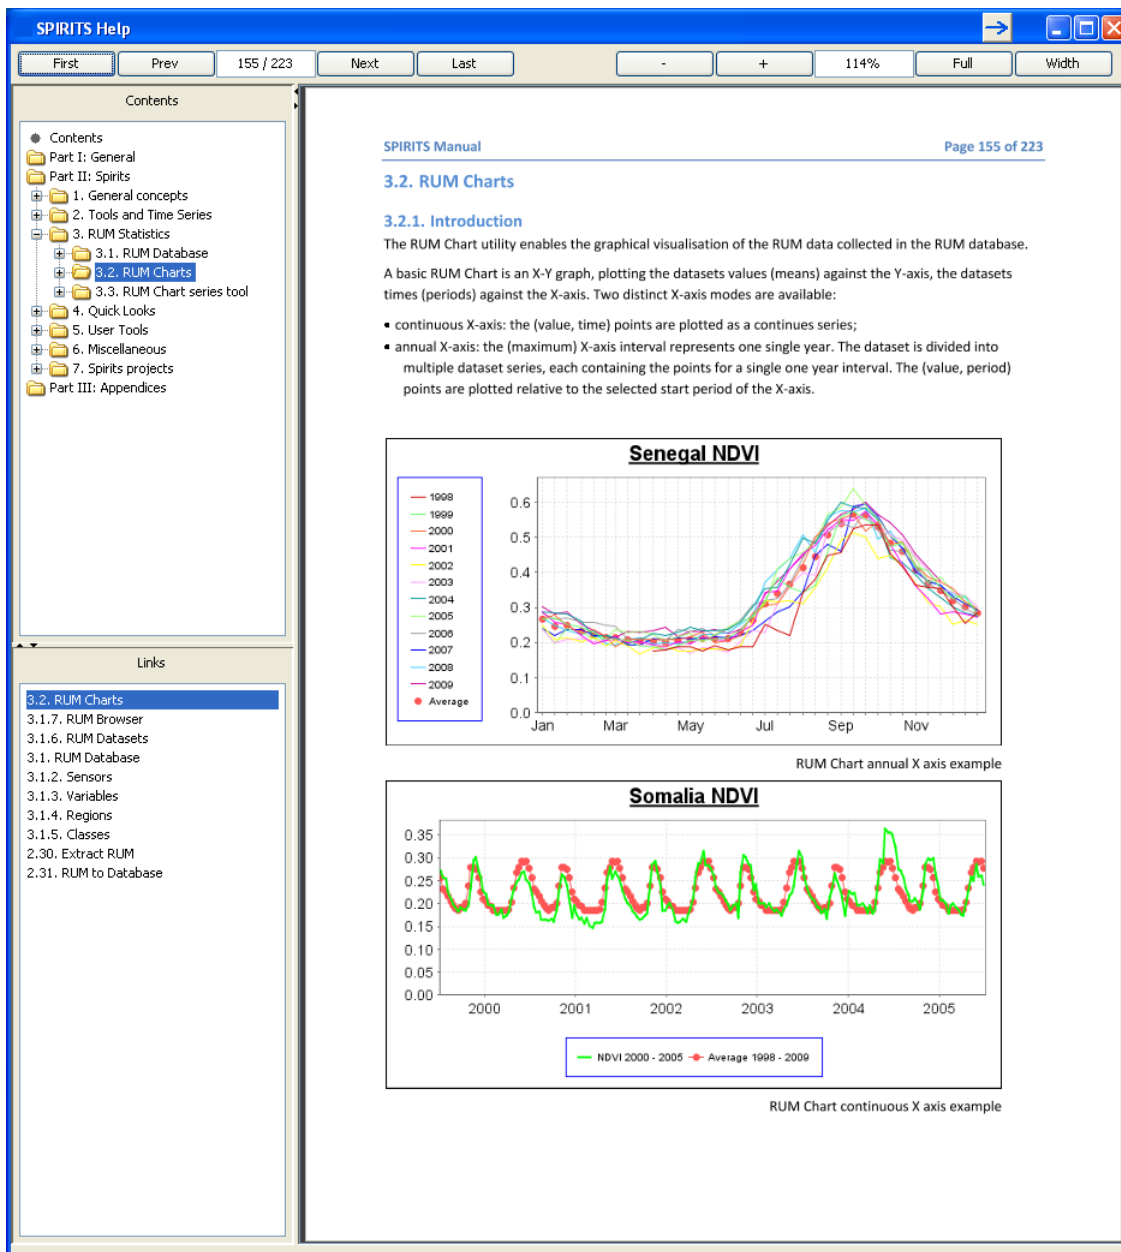 SPIRITS Help
First Prev 155 / 223 Next Last - + 114% Full Width
Contents
Contents
Part I: General
Part II: Spirits
1. General concepts
2. Tools and Time Series
3. RUM Statistics
3.1. RUM Database
3.2. RUM Charts
3.3. RUM Chart series tool
4. Quick Looks
5. User Tools
6. Miscellaneous
7. Spirits projects
Part III: Appendices
Links
3.2. RUM Charts
3.1.7. RUM Browser
3.1.6. RUM Datasets
3.1. RUM Database
3.1.2. Sensors
3.1.3. Variables
3.1.4. Regions
3.1.5. Classes
2.30. Extract RUM
2.31. RUM to Database
SPIRITS Manual Page 155 of 223
3.2. RUM Charts
3.2.1. Introduction
The RUM Chart utility enables the graphical visualisation of the RUM data collected in the RUM database.
A basic RUM Chart is an X-Y graph, plotting the datasets values (means) against the Y-axis, the datasets
times (periods) against the X-axis. Two distinct X-axis modes are available:
• continuous X-axis: the (value, time) points are plotted as a continues series;
• annual X-axis: the (maximum) X-axis interval represents one single year. The dataset is divided into
multiple dataset series, each containing the points for a single one year interval. The (value, period)
points are plotted relative to the selected start period of the X-axis.
Senegal NDVI
1998
1999
2000
2001
2002
2003
2004
2005
2006
2007
2008
2009
Average
0.6
0.5
0.4
0.3
0.2
0.1
0.0
Jan Mar May Jul Sep Nov
RUM Chart annual X axis example
Somalia NDVI
0.35
0.30
0.25
0.20
0.15
0.10
0.05
0.00
2000 2001 2002 2003 2004 2005
NDVI 2000 - 2005 Average 1998 - 2009
RUM Chart continuous X axis example